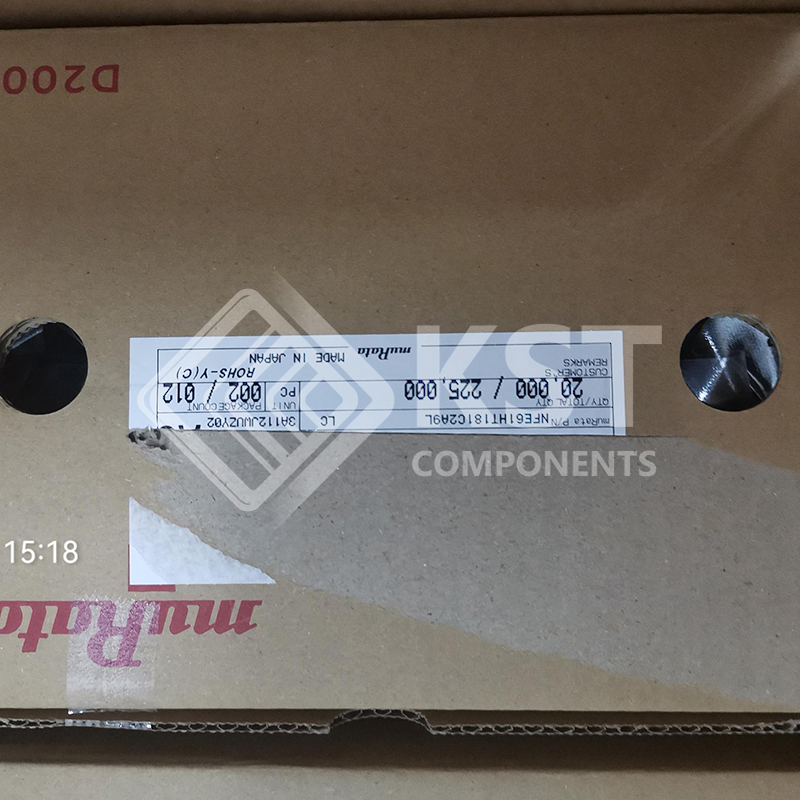 muRata
muRata P/N NFE61HT181C2A9L LC 3A112JWUZY02
QTY/TOTAL QTY UNIT PACKAGECOUNT
20,000 / 225,000 PC 002 / 012
CUSTOMER'S ROHS-Y(C)
REMARKS
muRata MADE IN JAPAN
D200
KST
COMPONENTS
15:18